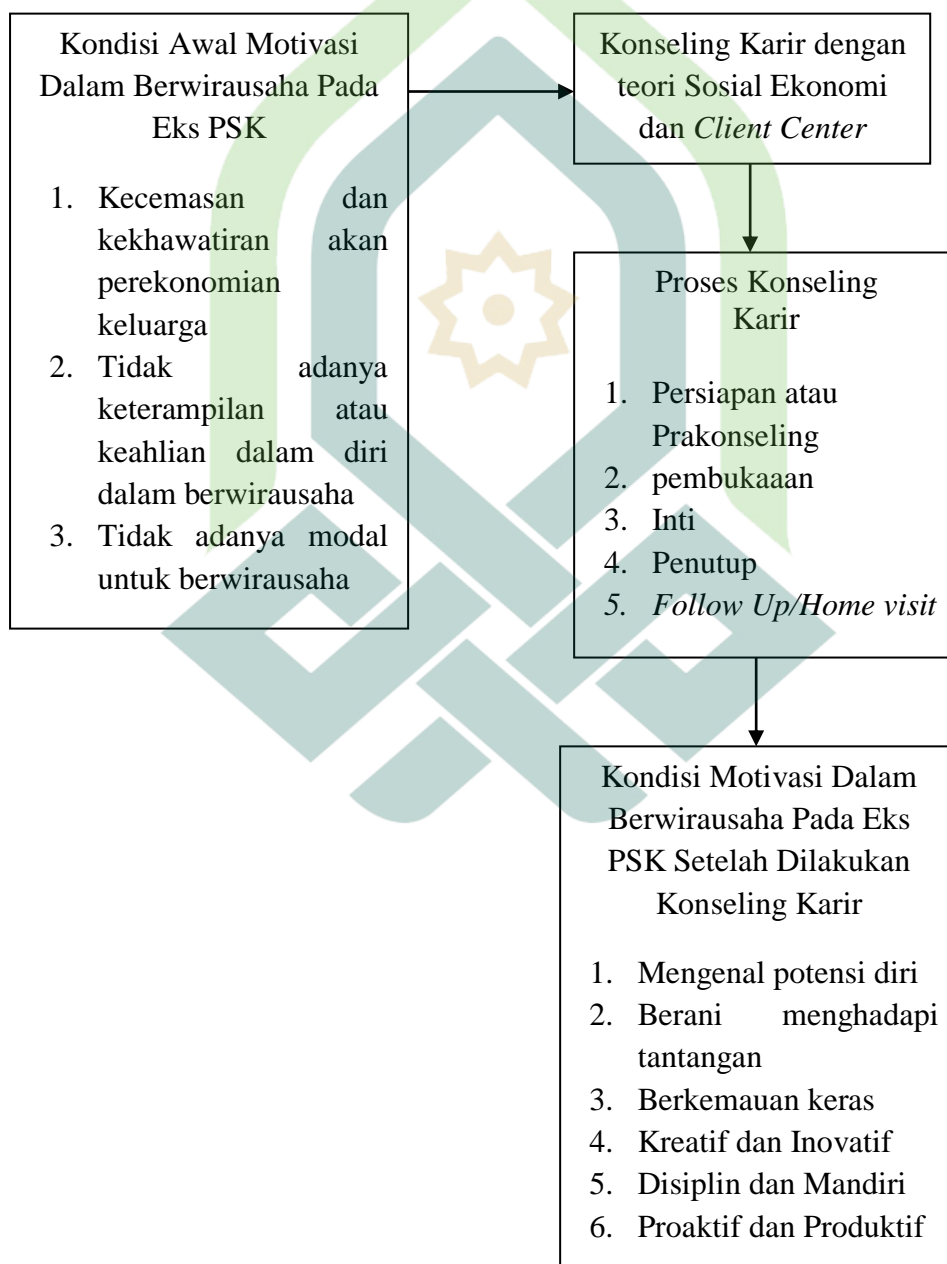 Kondisi Awal Motivasi
Dalam Berwirausaha Pada
Eks PSK
1. Kecemasan dan
kekhawatiran akan
perekonomian
keluarga
2. Tidak adanya
keterampilan atau
keahlian dalam diri
dalam berwirausaha
3. Tidak adanya modal
untuk berwirausaha
Konseling Karir dengan
teori Sosial Ekonomi
dan Client Center
Proses Konseling
Karir
1. Persiapan atau
Prakonseling
2. pembukaaan
3. Inti
4. Penutup
5. Follow Up/Home visit
Kondisi Motivasi Dalam
Berwirausaha Pada Eks
PSK Setelah Dilakukan
Konseling Karir
1. Mengenal potensi diri
2. Berani menghadapi
tantangan
3. Berkemauan keras
4. Kreatif dan Inovatif
5. Disiplin dan Mandiri
6. Proaktif dan Produktif